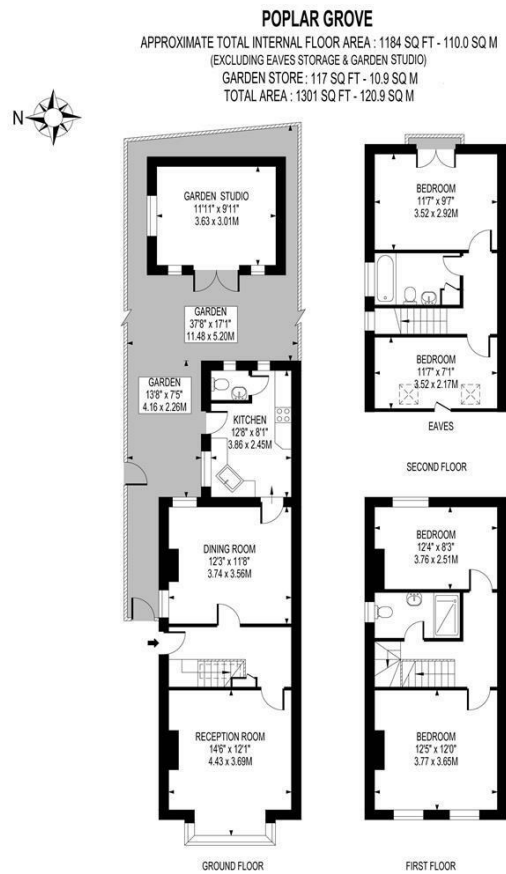 POPLAR GROVE
APPROXIMATE TOTAL INTERNAL FLOOR AREA : 1184 SQ FT - 110.0 SQ M
(EXCLUDING EAVES STORAGE & GARDEN STUDIO)
GARDEN STORE : 117 SQ FT - 10.9 SQ M
TOTAL AREA : 1301 SQ FT - 120.9 SQ M
N
GARDEN STUDIO
11'11" x 9'11"
3.63 x 3.01M
GARDEN
37'8" x 17'1"
11.48 x 5.20M
GARDEN
13'8" x 7'5"
4.16 x 2.26M
KITCHEN
12'8" x 8'1"
3.86 x 2.45M
DINING ROOM
12'3" x 11'8"
3.74 x 3.56M
RECEPTION ROOM
14'6" x 12'1"
4.43 x 3.69M
GROUND FLOOR
BEDROOM
11'7" x 9'7"
3.52 x 2.92M
BEDROOM
11'7" x 7'1"
3.52 x 2.17M
EAVES
SECOND FLOOR
BEDROOM
12'4" x 8'3"
3.76 x 2.51M
BEDROOM
12'5" x 12'0"
3.77 x 3.65M
FIRST FLOOR